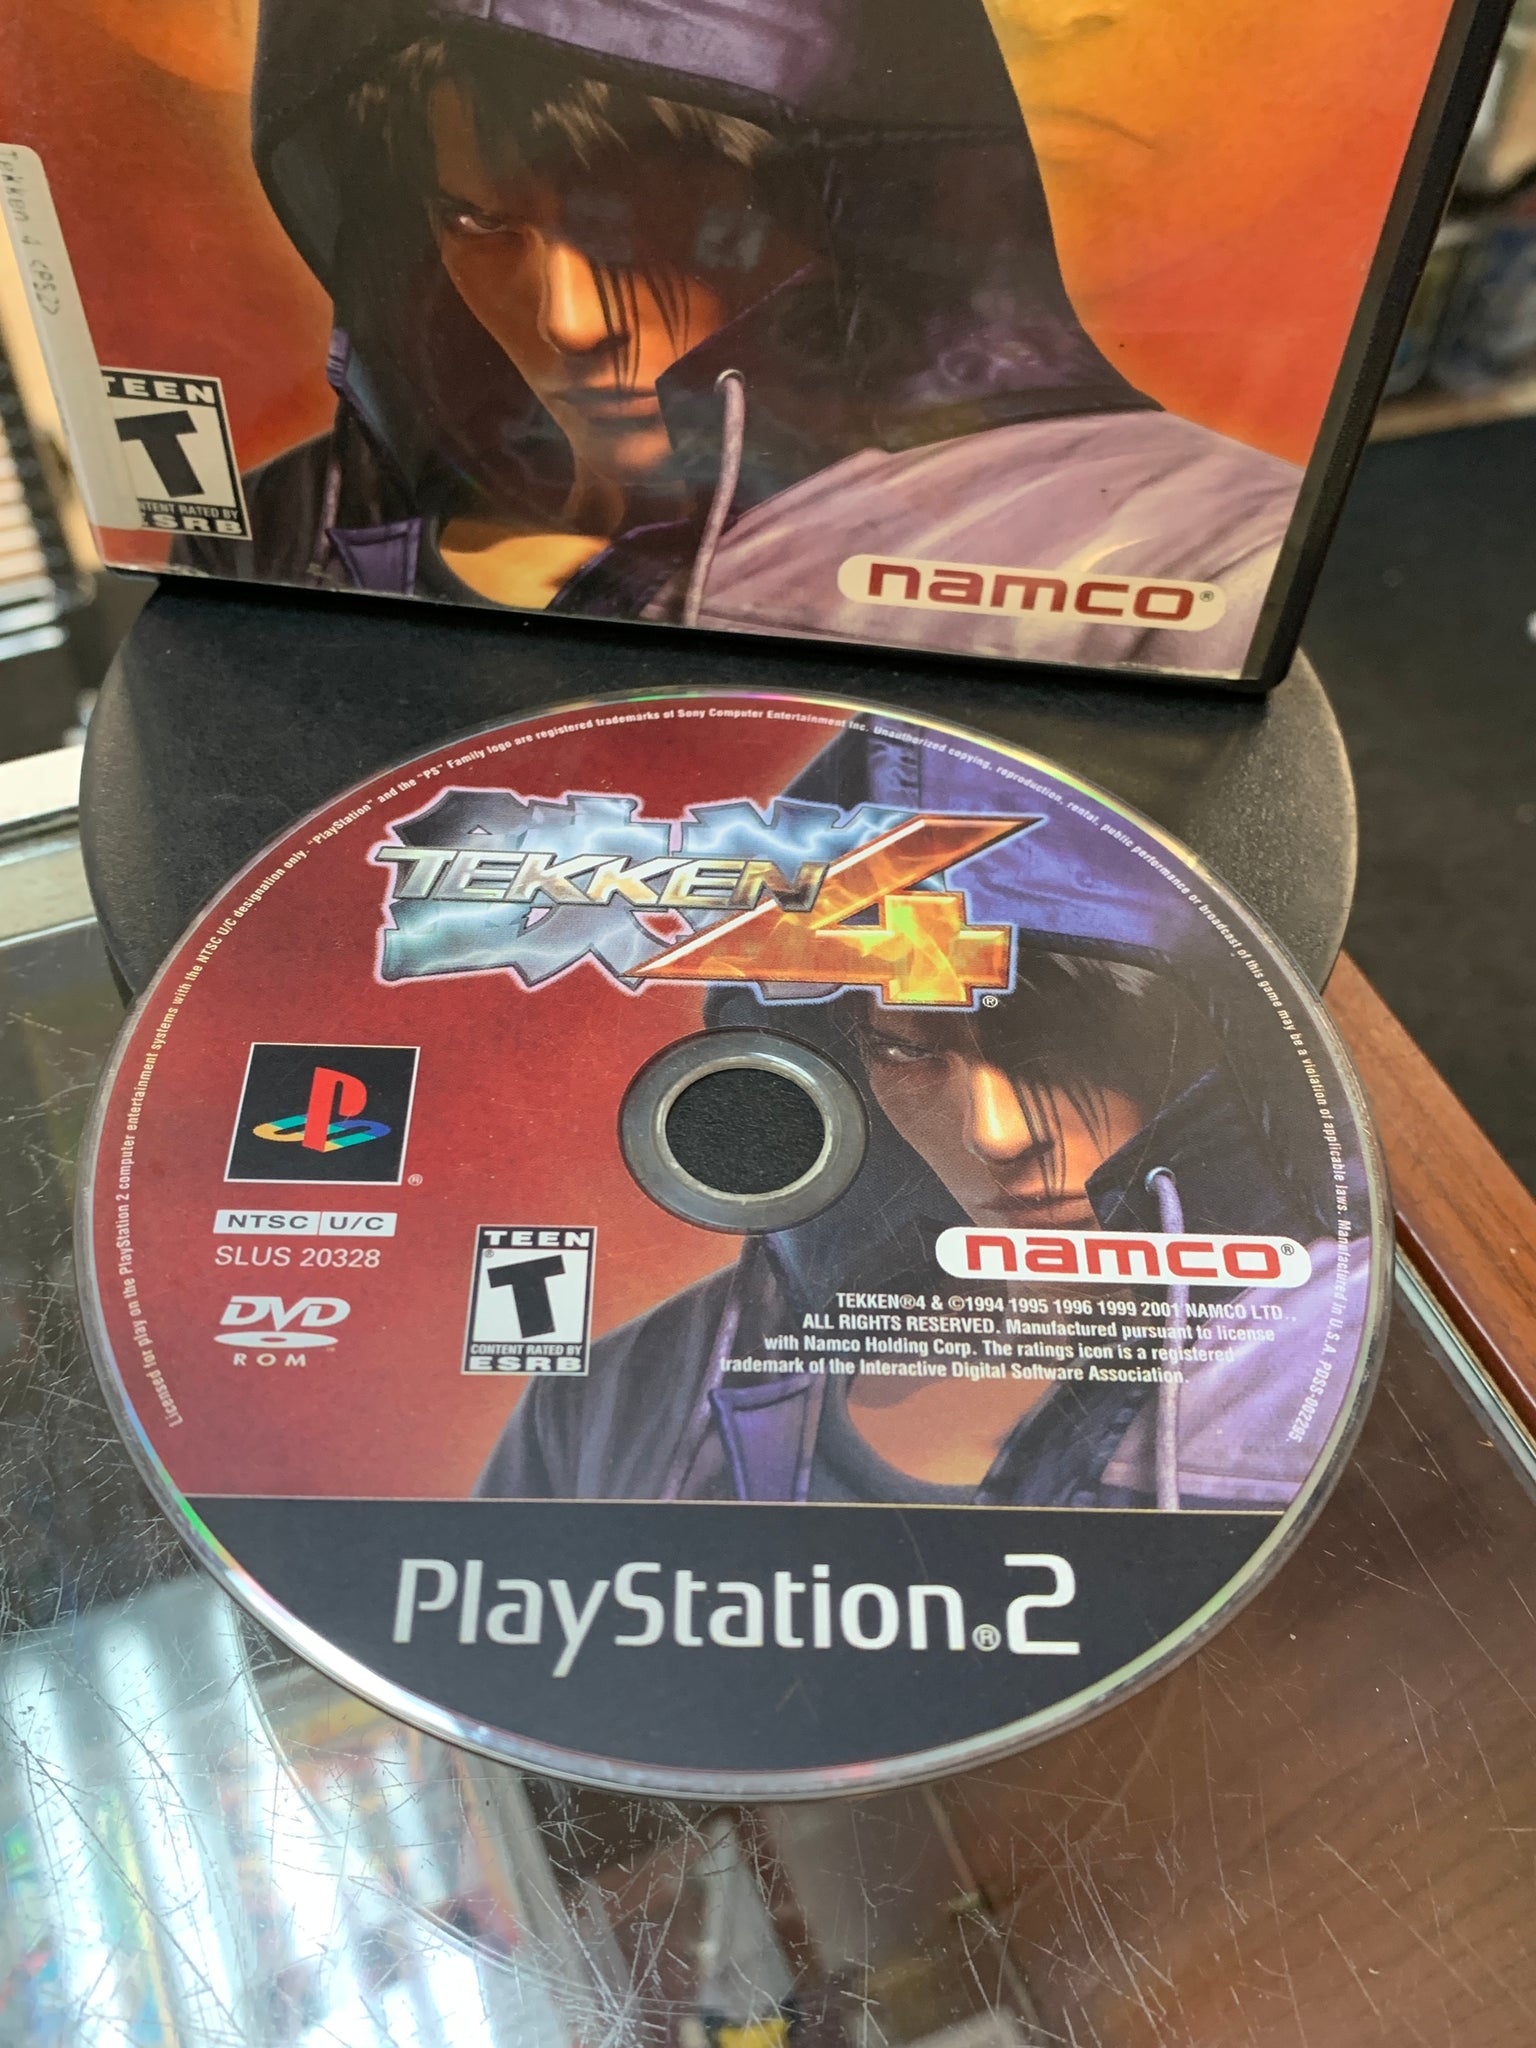 Tekken 4 (PS2)
TEEN
T
CONTENT RATED BY
ESRB
namco®
Licensed for play on the PlayStation 2 computer entertainment systems with the NTSC U/C designation only. "PlayStation" and the "PS" Family logo are registered trademarks of Sony Computer Entertainment Inc. Unauthorized copying, reproduction, rental, public performance or broadcast of this game may be a violation of applicable laws. Manufactured in U.S.A. PDSS-002295.
TEKKEN 4®
®
NTSC U/C
SLUS 20328
DVD
ROM™
TEEN
®
T
CONTENT RATED BY
ESRB
namco®
TEKKEN®4 & ©1994 1995 1996 1999 2001 NAMCO LTD.,
ALL RIGHTS RESERVED. Manufactured pursuant to license
with Namco Holding Corp. The ratings icon is a registered
trademark of the Interactive Digital Software Association.
PlayStation®2